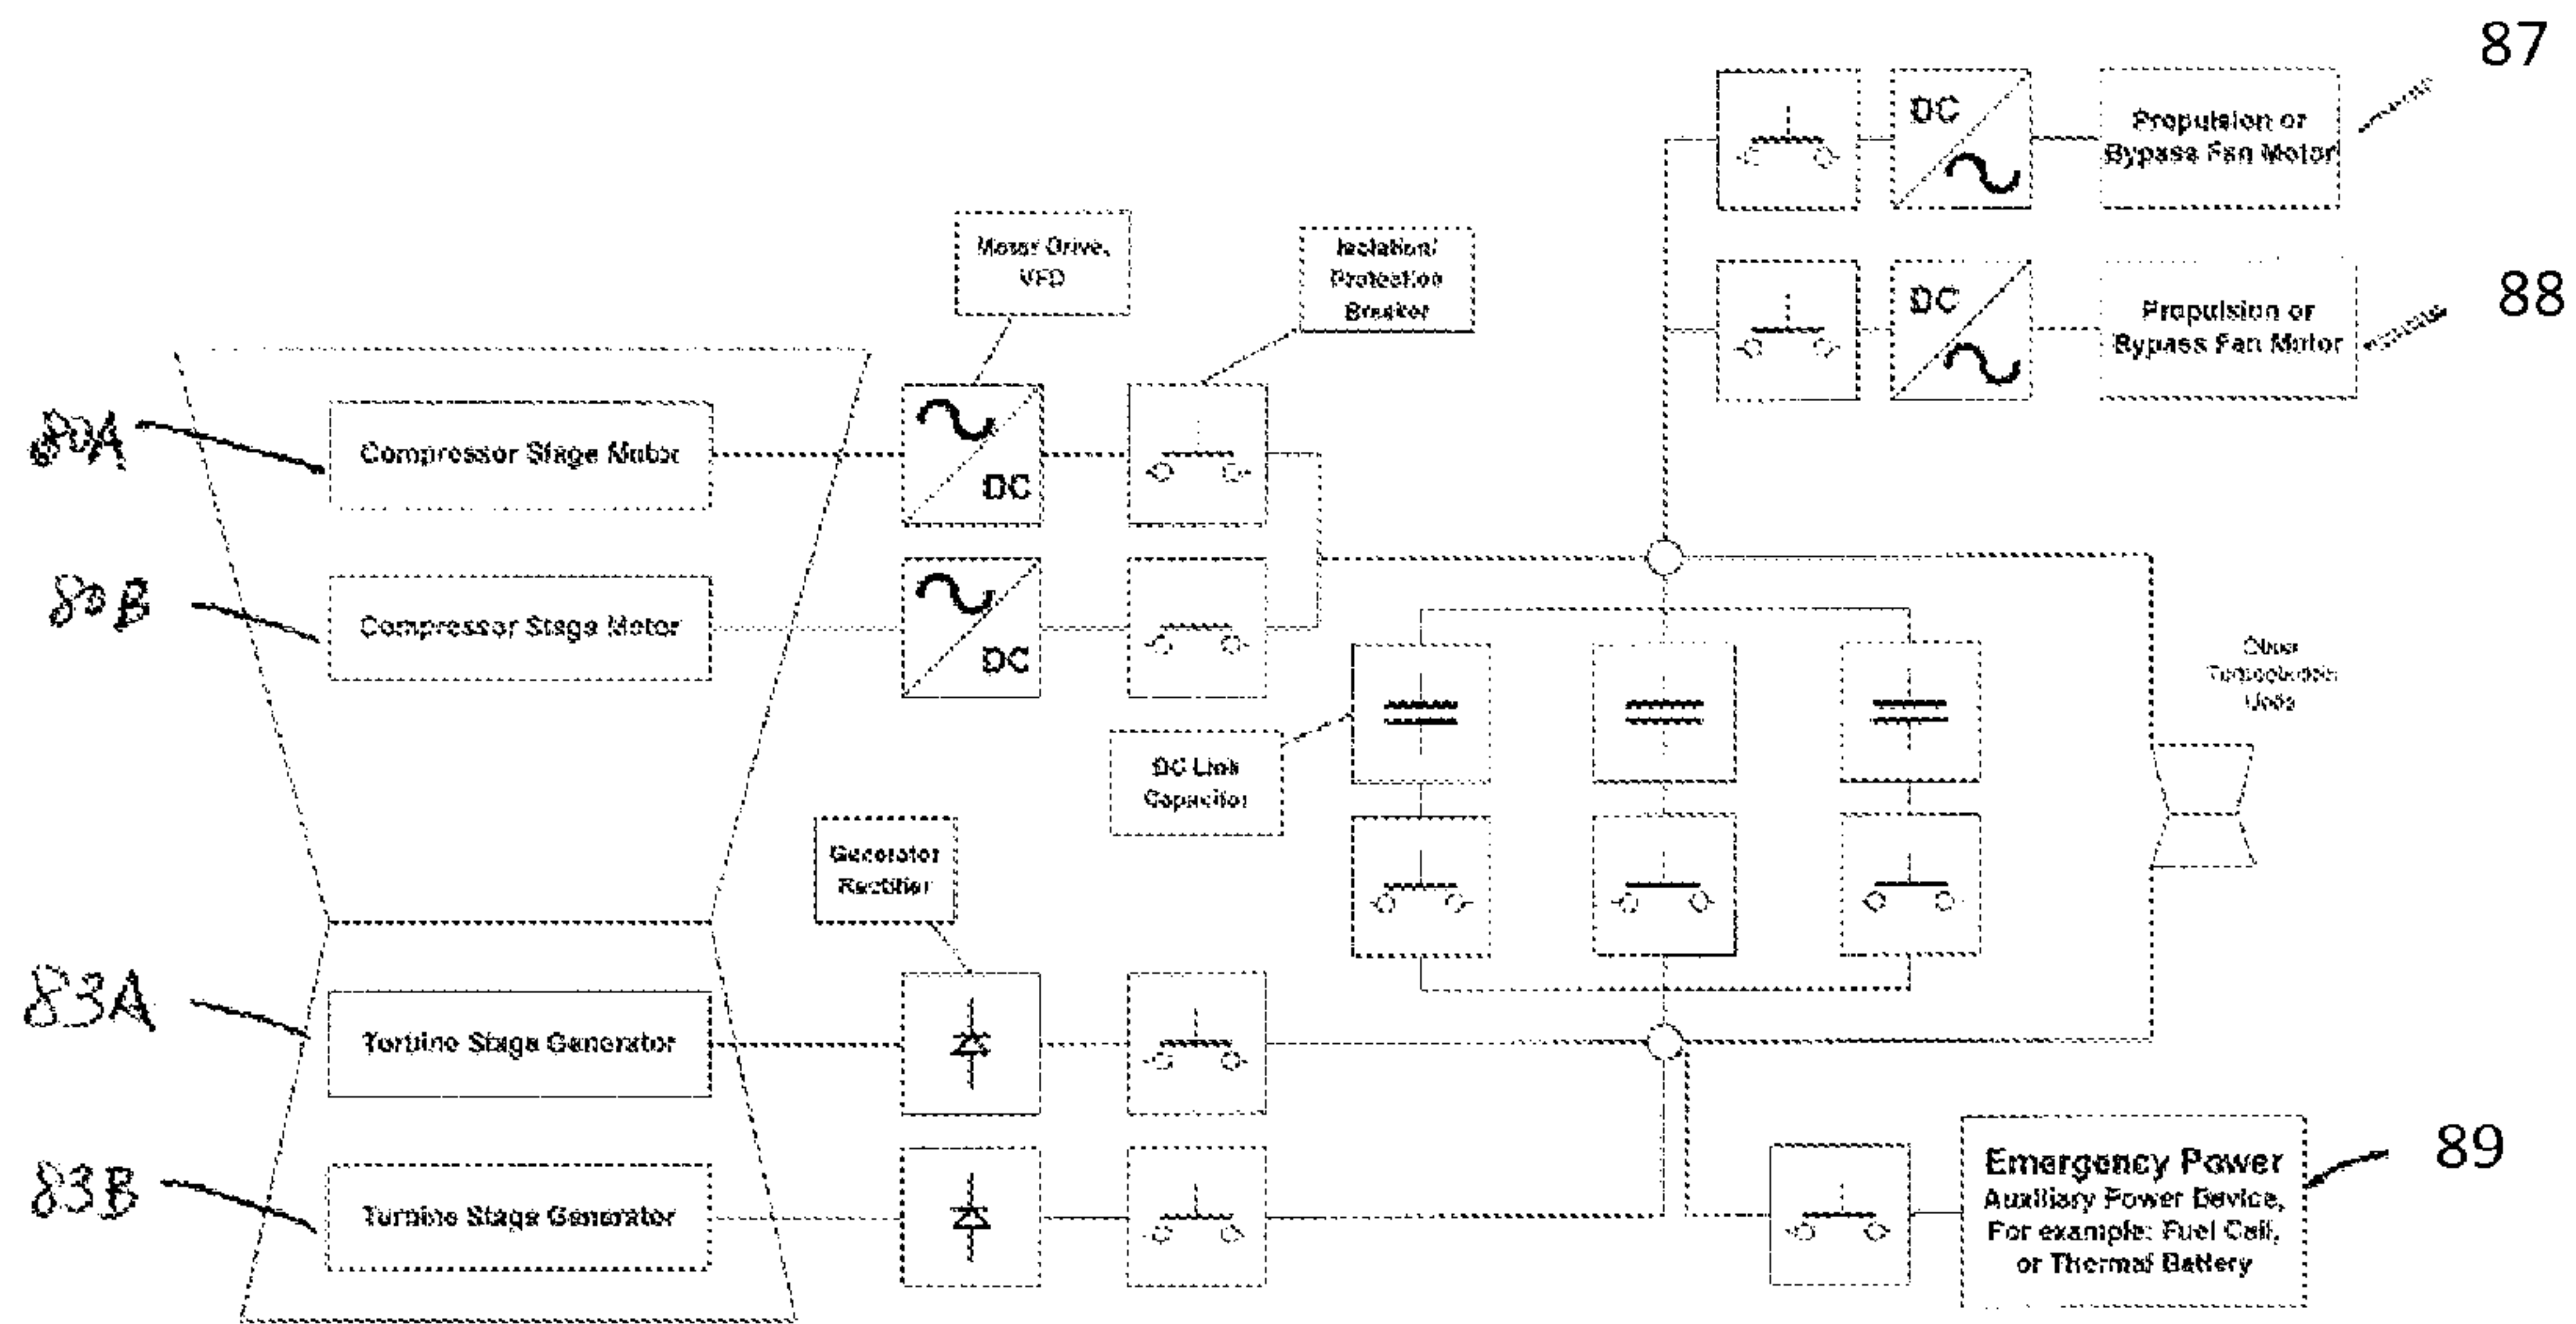 87
DC
Propulsion or
Bypass Fan Motor
Motor Drive,
VFD
Isolation/
Protection
Breaker
DC
Propulsion or
Bypass Fan Motor
88
80A
Compressor Stage Motor
DC
80B
Compressor Stage Motor
DC
Other
Units
DC Link
Capacitor
Generator
Rectifier
83A
Turbine Stage Generator
83B
Turbine Stage Generator
Emergency Power
Auxiliary Power Device,
For example: Fuel Cell,
or Thermal Battery
89